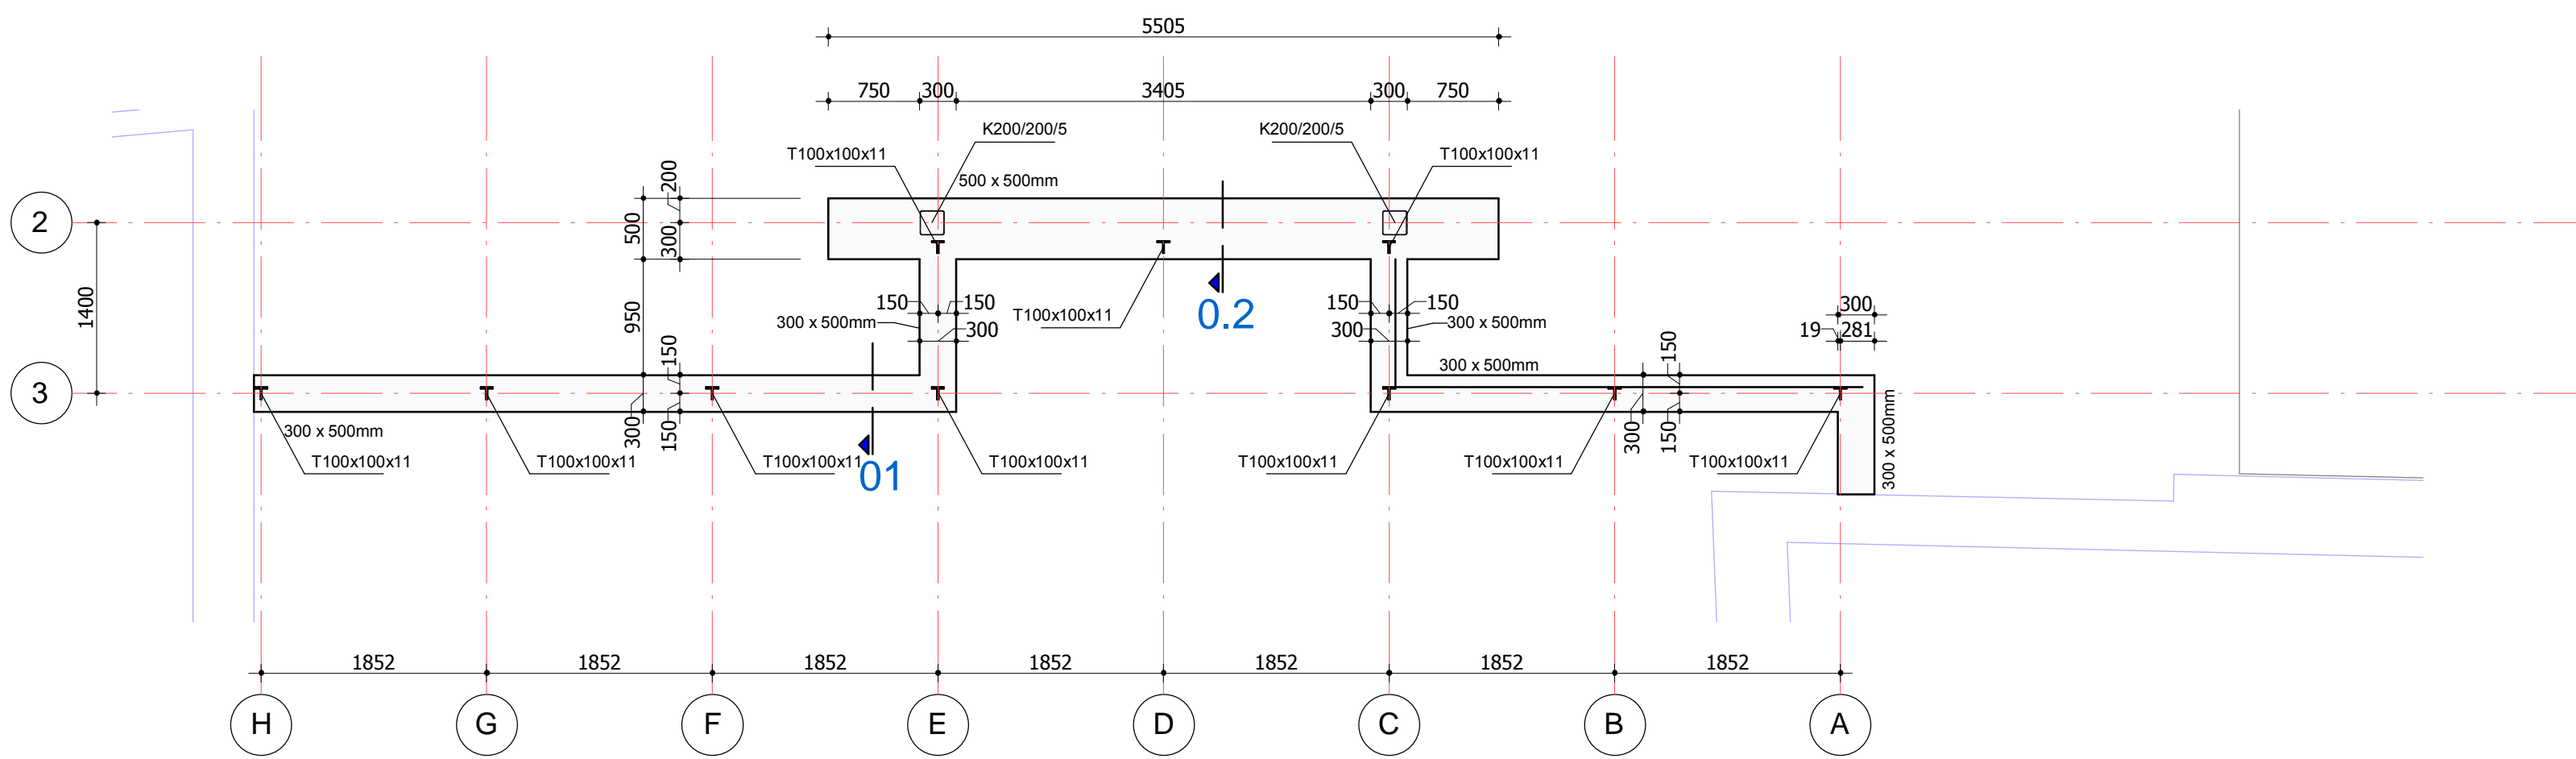 5505
750 300 3405 300 750
K200/200/5 K200/200/5
T100x100x11 T100x100x11
200
500 x 500mm
2
500
300
1400
950
150 150 150 150
300 x 500mm 300 T100x100x11 0.2 300 300 x 500mm
300
19 281
150 150
300 x 500mm
3
300 x 500mm
300 150 300 150
300 x 500mm
T100x100x11 T100x100x11 T100x100x11 01 T100x100x11 T100x100x11 T100x100x11 T100x100x11
1852 1852 1852 1852 1852 1852 1852
H G F E D C B A